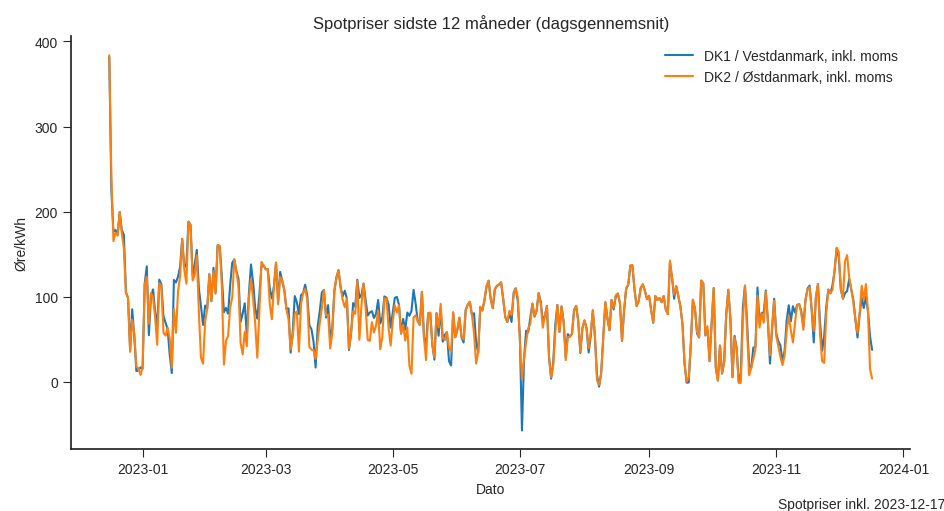 Spotpriser sidste 12 måneder (dagsgennemsnit)
DK1 / Vestdanmark, inkl. moms
DK2 / Østdanmark, inkl. moms
Øre/kWh
400
300
200
100
0
2023-01 2023-03 2023-05 2023-07 2023-09 2023-11 2024-01
Dato
Spotpriser inkl. 2023-12-17